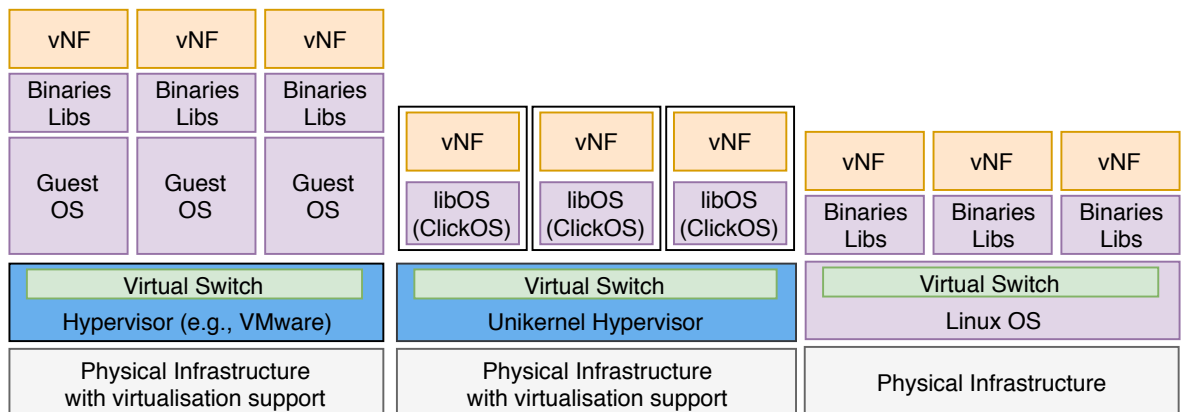 vNF
vNF
vNF
Binaries
Libs
Binaries
Libs
Binaries
Libs
Guest
OS
Guest
OS
Guest
OS
Virtual Switch
Hypervisor (e.g., VMware)
Physical Infrastructure
with virtualisation support
vNF
vNF
vNF
libOS
(ClickOS)
libOS
(ClickOS)
libOS
(ClickOS)
Virtual Switch
Unikernel Hypervisor
Physical Infrastructure
with virtualisation support
vNF
vNF
vNF
Binaries
Libs
Binaries
Libs
Binaries
Libs
Virtual Switch
Linux OS
Physical Infrastructure